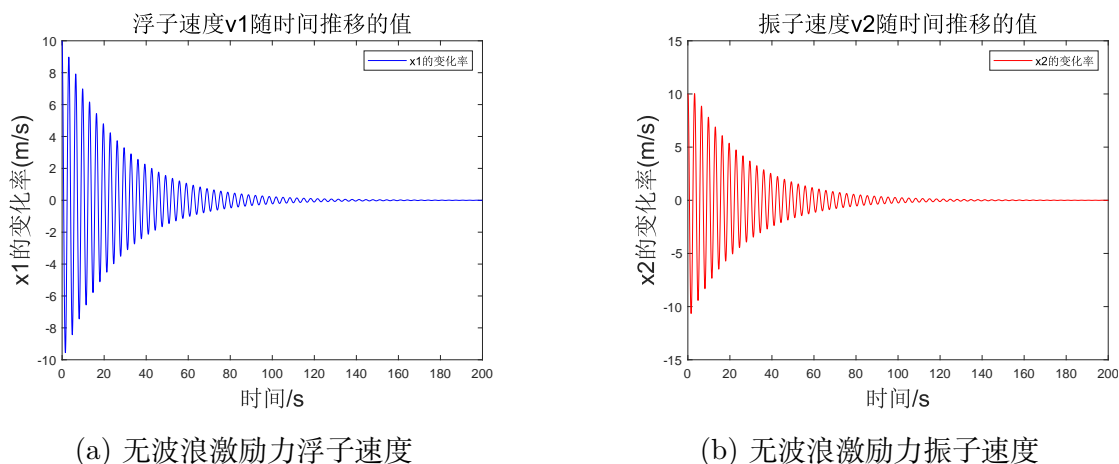 浮子速度v1随时间推移的值
x1的变化率
x1的变化率(m/s)
10
8
6
4
2
0
-2
-4
-6
-8
-10
0 20 40 60 80 100 120 140 160 180 200
时间/s
(a) 无波浪激励力浮子速度
振子速度v2随时间推移的值
x2的变化率
x2的变化率(m/s)
15
10
5
0
-5
-10
-15
0 20 40 60 80 100 120 140 160 180 200
时间/s
(b) 无波浪激励力振子速度